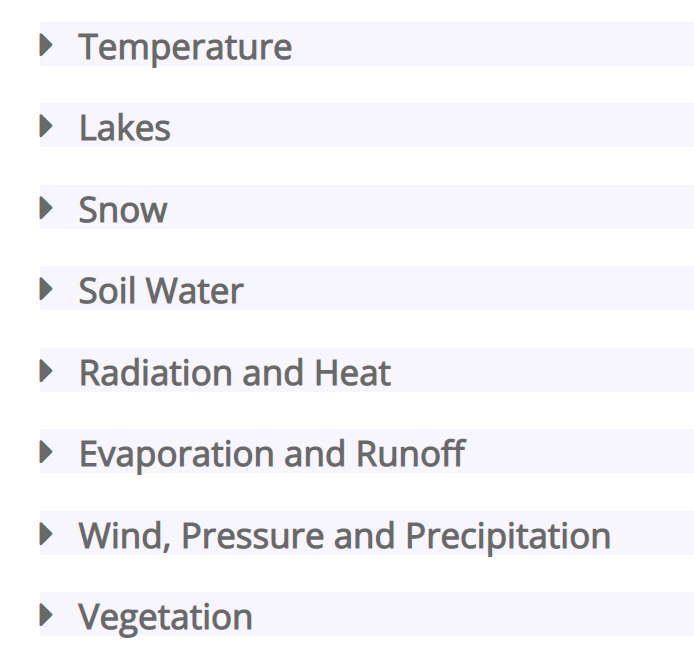 Temperature
Lakes
Snow
Soil Water
Radiation and Heat
Evaporation and Runoff
Wind, Pressure and Precipitation
Vegetation